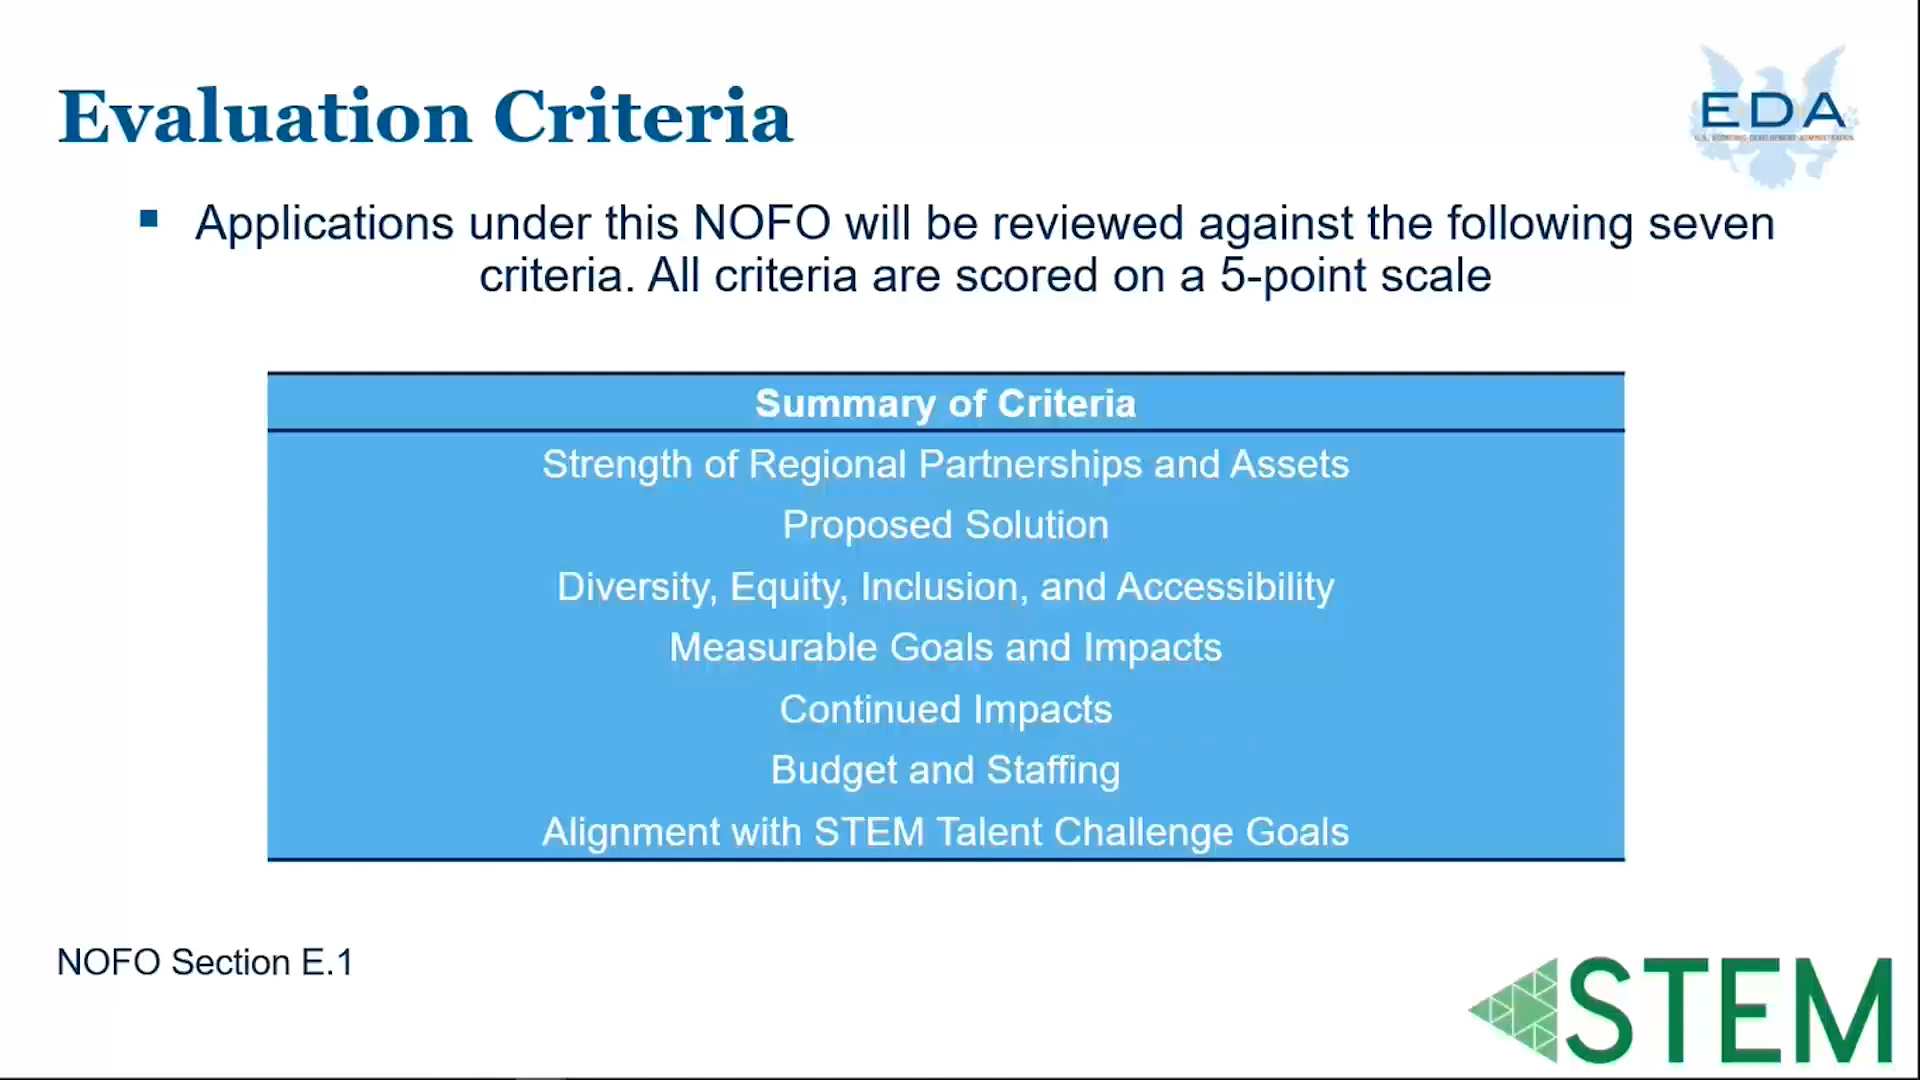 Evaluation Criteria
EDA
U.S. ECONOMIC DEVELOPMENT ADMINISTRATION
▪ Applications under this NOFO will be reviewed against the following seven
criteria. All criteria are scored on a 5-point scale
Summary of Criteria
Strength of Regional Partnerships and Assets
Proposed Solution
Diversity, Equity, Inclusion, and Accessibility
Measurable Goals and Impacts
Continued Impacts
Budget and Staffing
Alignment with STEM Talent Challenge Goals
NOFO Section E.1
STEM